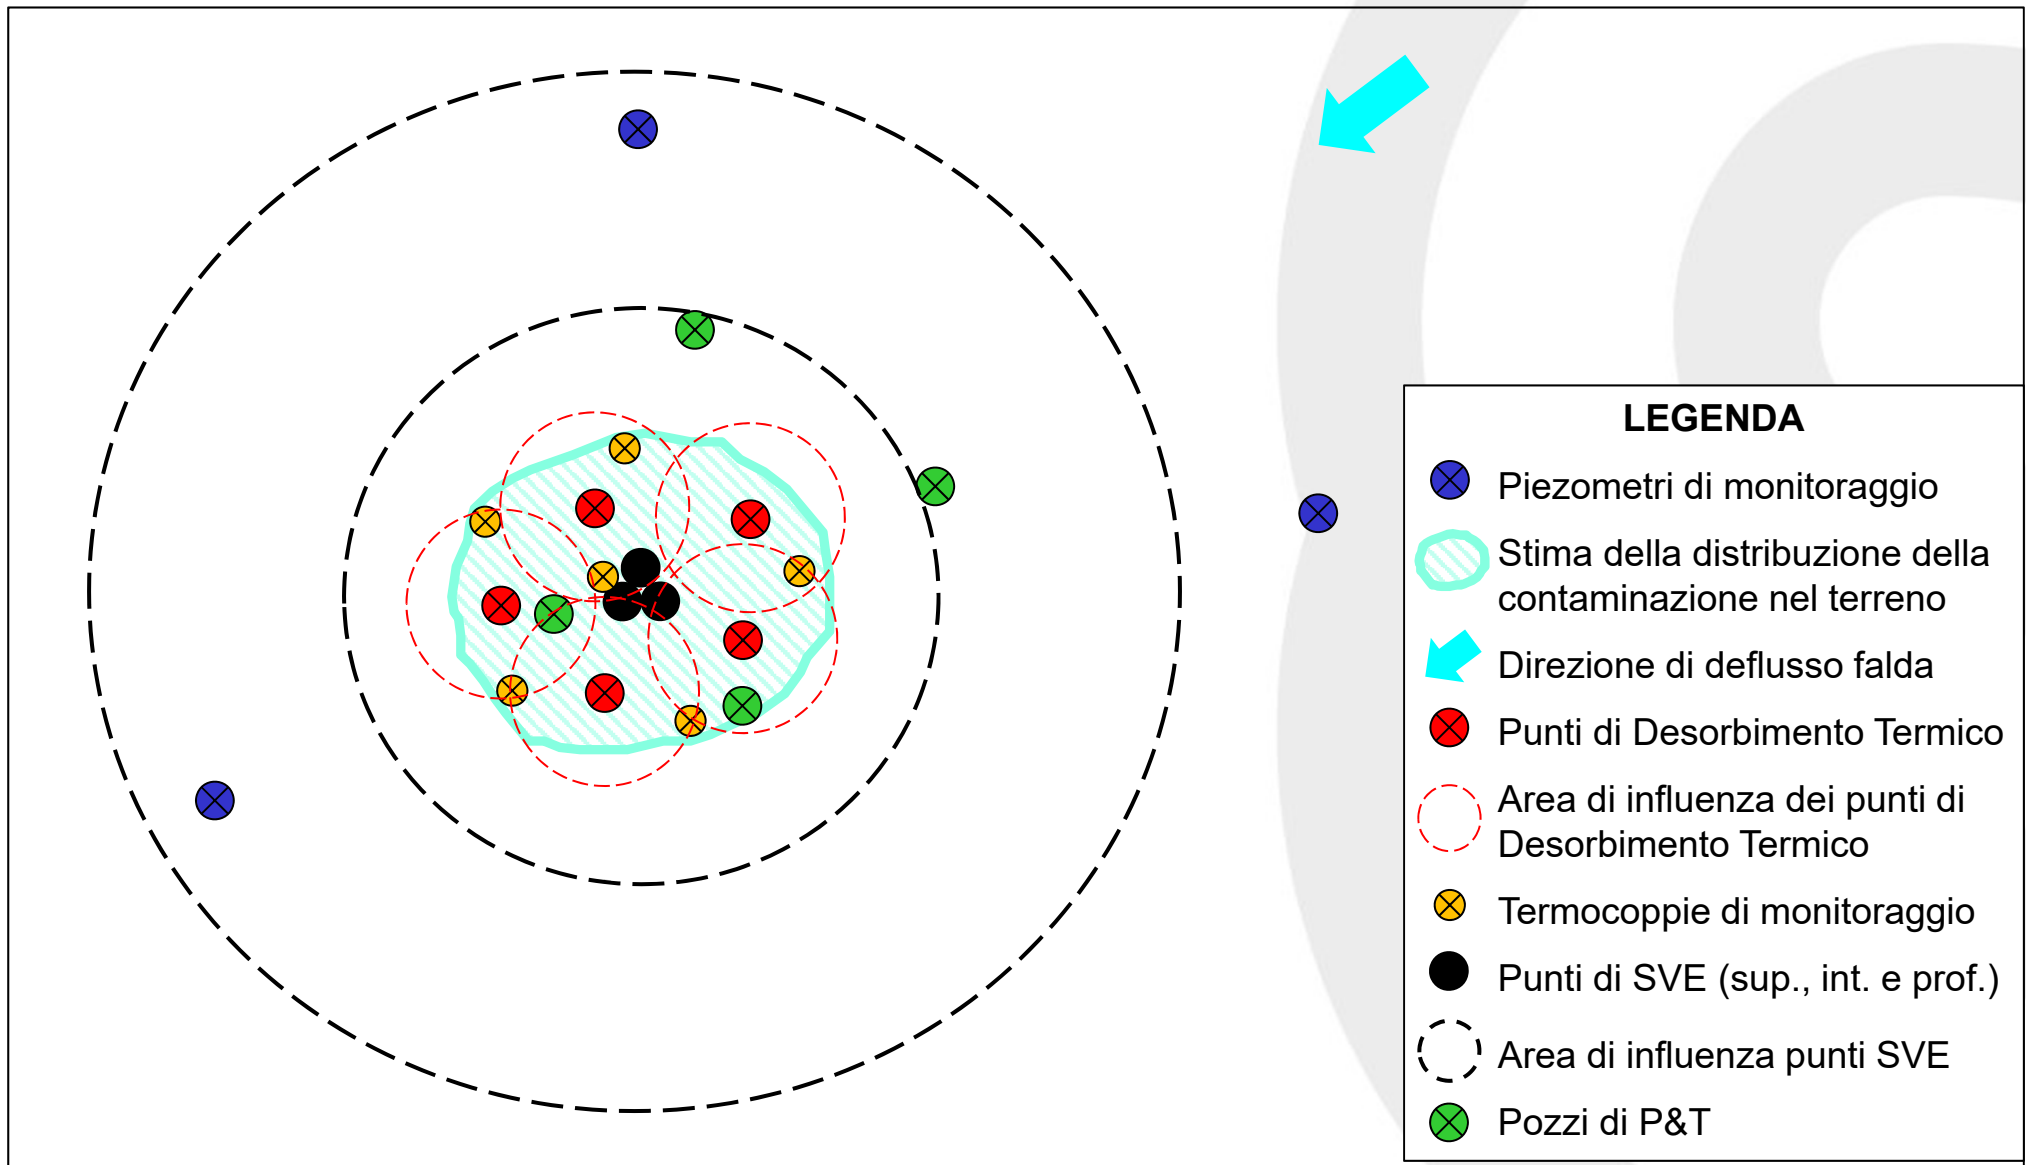 LEGENDA
Piezometri di monitoraggio
Stima della distribuzione della
contaminazione nel terreno
Direzione di deflusso falda
Punti di Desorbimento Termico
Area di influenza dei punti di
Desorbimento Termico
Termocoppie di monitoraggio
Punti di SVE (sup., int. e prof.)
Area di influenza punti SVE
Pozzi di P&T